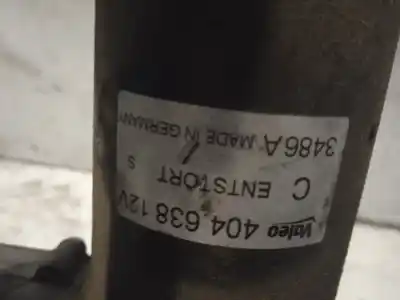 Valeo 404 638 12V
C ENTSTÖRT S
3486A MADE IN GERMANY